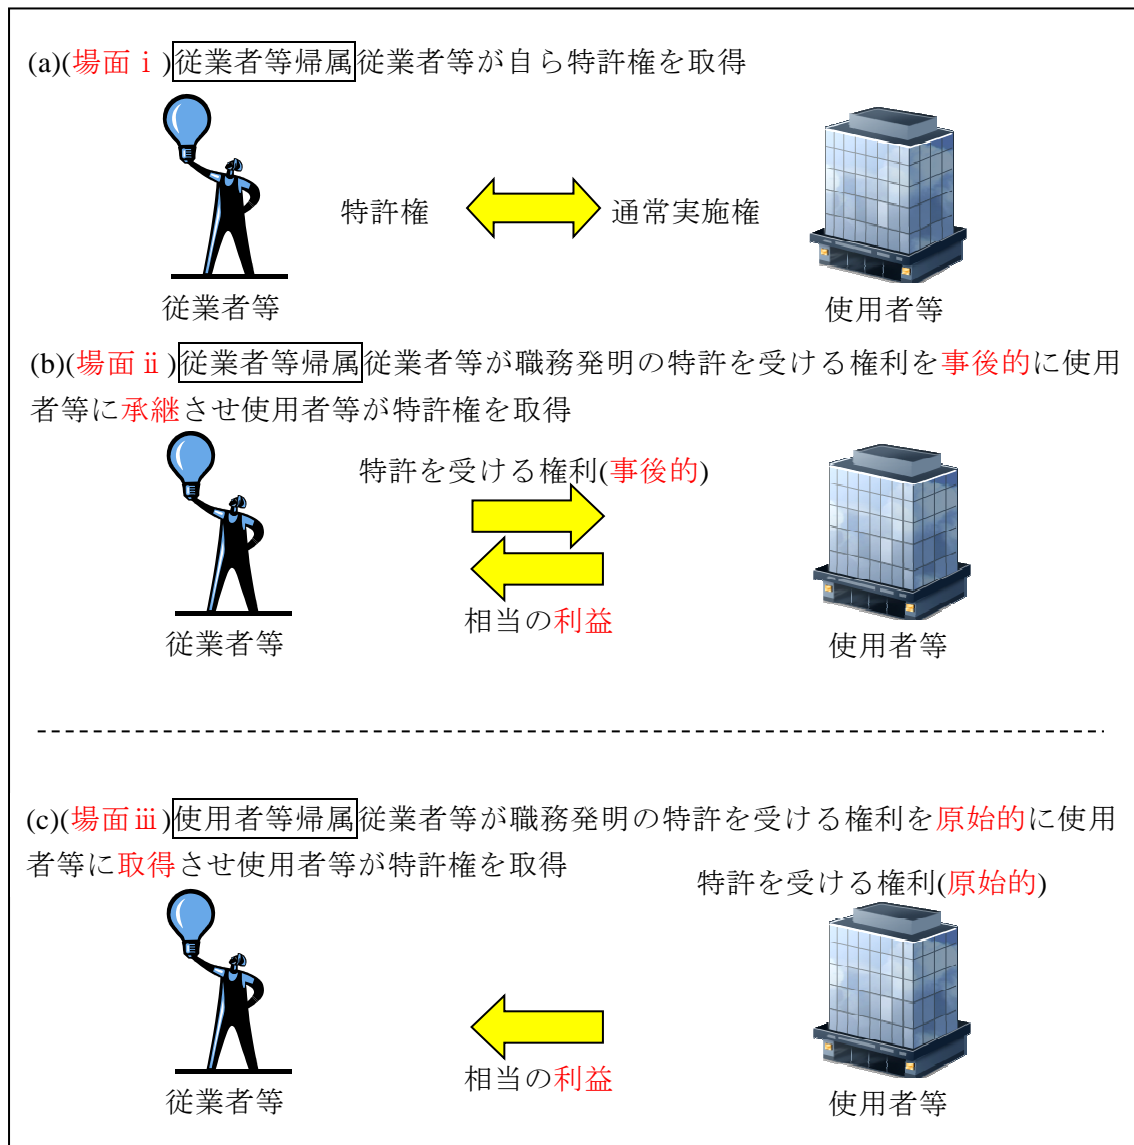 (a)(場面ⅰ)従業者等帰属従業者等が自ら特許権を取得
特許権
通常実施権
従業者等
使用者等
(b)(場面ⅱ)従業者等帰属従業者等が職務発明の特許を受ける権利を事後的に使用
者等に承継させ使用者等が特許権を取得
特許を受ける権利(事後的)
相当の利益
従業者等
使用者等
(c)(場面ⅲ)使用者等帰属従業者等が職務発明の特許を受ける権利を原始的に使用
者等に取得させ使用者等が特許権を取得
特許を受ける権利(原始的)
相当の利益
従業者等
使用者等